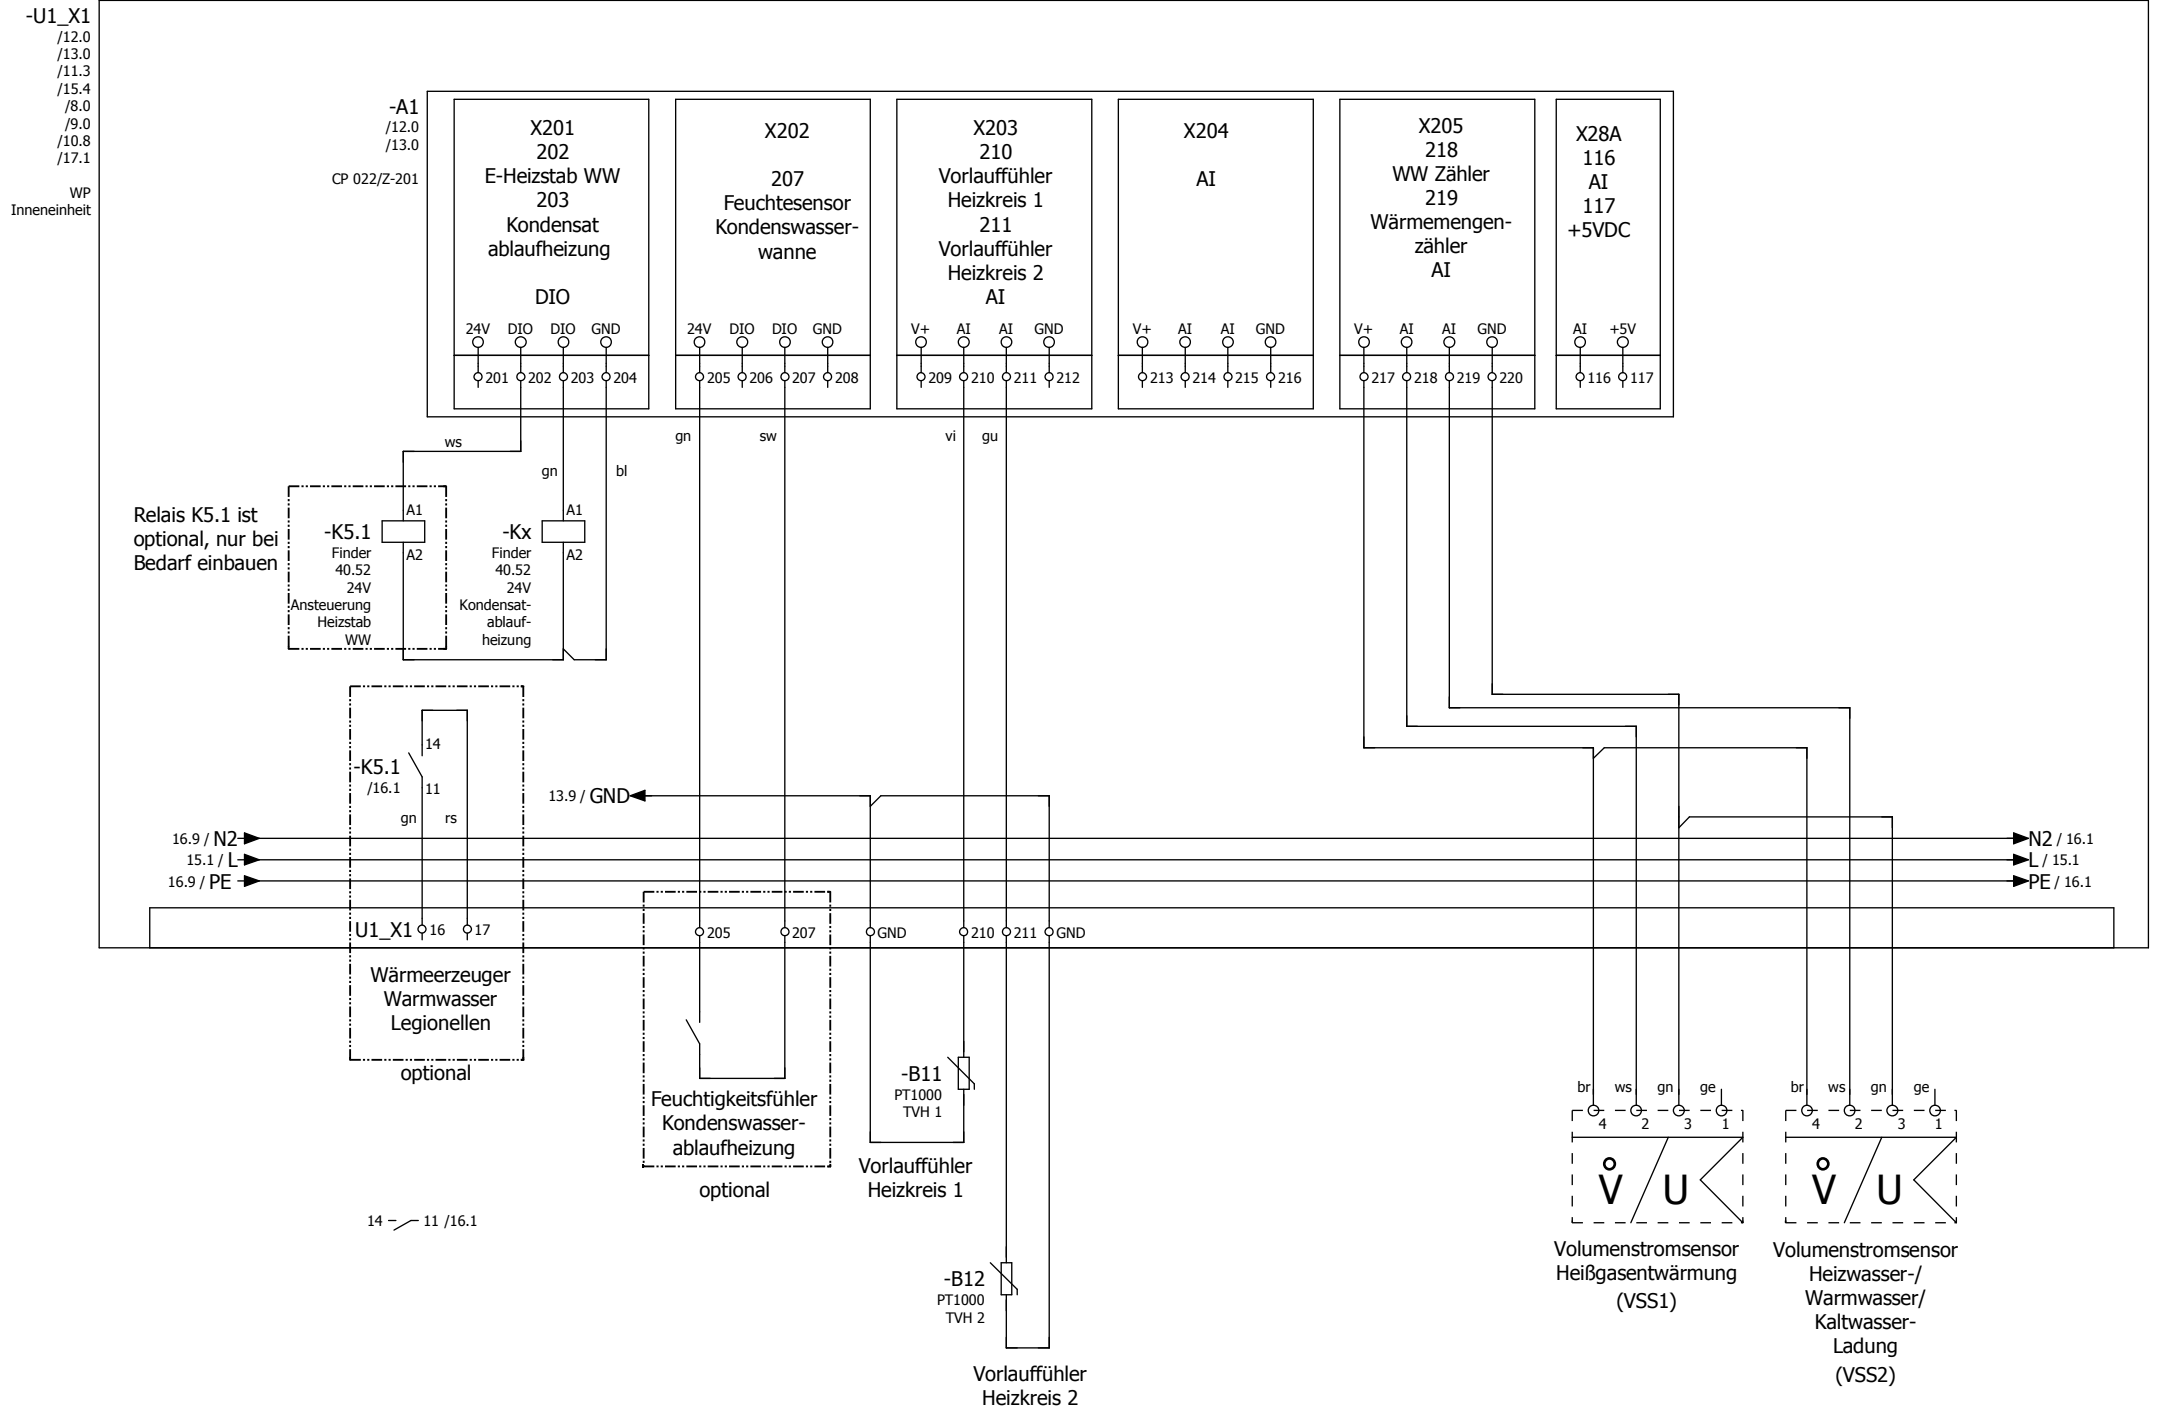 -U1_X1
/12.0
/13.0
/11.3
/15.4
/8.0
/9.0
/10.8
/17.1
WP
Inneneinheit
-A1
/12.0
/13.0
CP 022/Z-201
X201
202
E-Heizstab WW
203
Kondensat
ablaufheizung
DIO
24V DIO DIO GND
201 202 203 204
X202
207
Feuchtesensor
Kondenswasser-
wanne
24V DIO DIO GND
205 206 207 208
X203
210
Vorlauffühler
Heizkreis 1
211
Vorlauffühler
Heizkreis 2
AI
V+ AI AI GND
209 210 211 212
X204
AI
V+ AI AI GND
213 214 215 216
X205
218
WW Zähler
219
Wärmemengen-
zähler
AI
V+ AI AI GND
217 218 219 220
X28A
116
AI
117
+5VDC
AI +5V
116 117
ws
gn
bl
gn sw
vi gu
Relais K5.1 ist
optional, nur bei
Bedarf einbauen
A1
-K5.1
Finder
40.52
24V
Ansteuerung
Heizstab
WW
A2
A1
-Kx
Finder
40.52
24V
Kondensat-
ablauf-
heizung
A2
14
-K5.1
/16.1
11
gn rs
13.9 / GND
16.9 / N2
15.1 / L
16.9 / PE
N2 / 16.1
L / 15.1
PE / 16.1
U1_X1 16 17
205 207
GND 210 211 GND
Wärmeerzeuger
Warmwasser
Legionellen
optional
Feuchtigkeitsfühler
Kondenswasser-
ablaufheizung
optional
-B11
PT1000
TVH 1
Vorlauffühler
Heizkreis 1
14 11 /16.1
-B12
PT1000
TVH 2
Vorlauffühler
Heizkreis 2
br ws gn ge
4 2 3 1
V̊ U
Volumenstromsensor
Heißgasentwärmung
(VSS1)
br ws gn ge
4 2 3 1
V̊ U
Volumenstromsensor
Heizwasser-/
Warmwasser/
Kaltwasser-
Ladung
(VSS2)